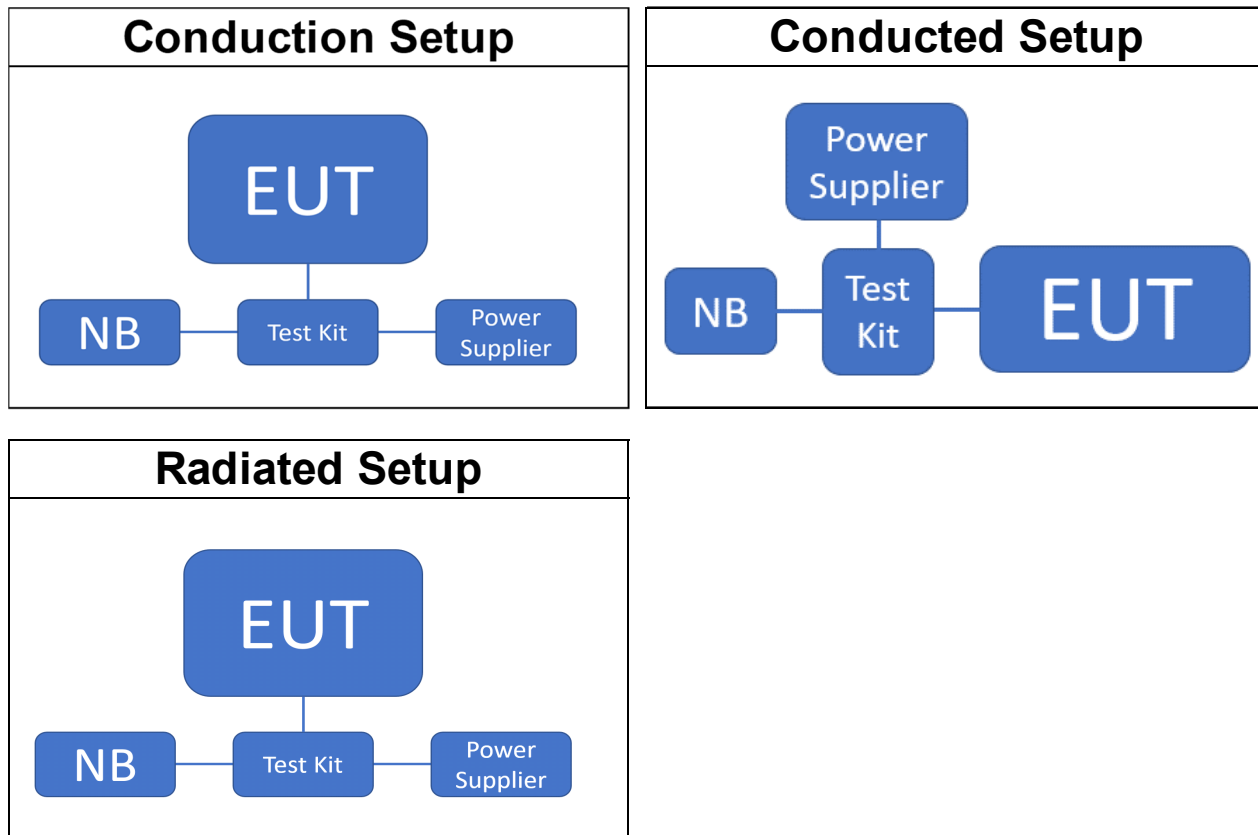 Conduction Setup
EUT
NB
Test Kit
Power
Supplier
Conducted Setup
Power
Supplier
NB
Test
Kit
EUT
Radiated Setup
EUT
NB
Test Kit
Power
Supplier